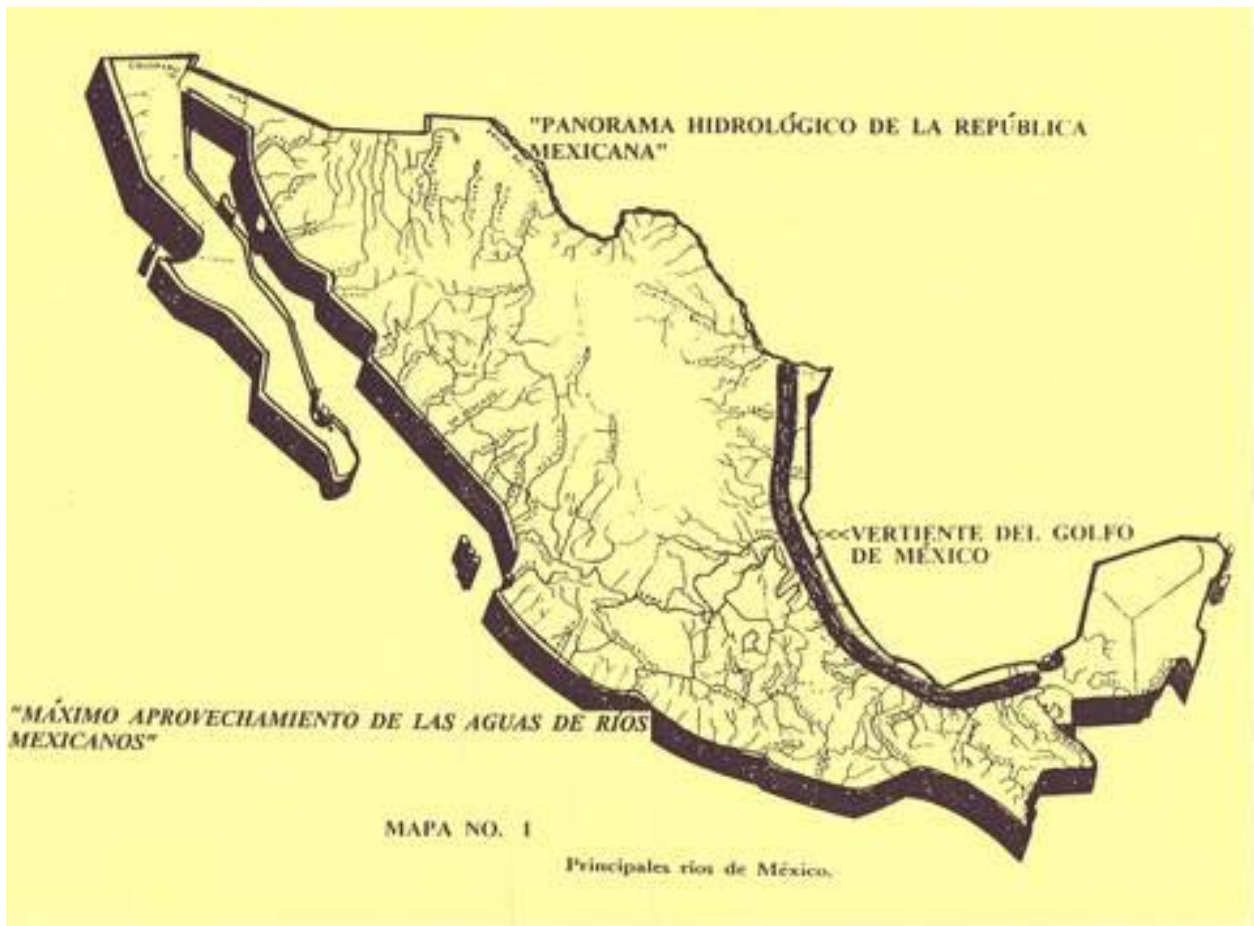 "PANORAMA HIDROLÓGICO DE LA REPÚBLICA
MEXICANA"
<<<VERTIENTE DEL GOLFO
DE MÉXICO
"MÁXIMO APROVECHAMIENTO DE LAS AGUAS DE RÍOS
MEXICANOS"
MAPA NO. 1
Principales ríos de México.